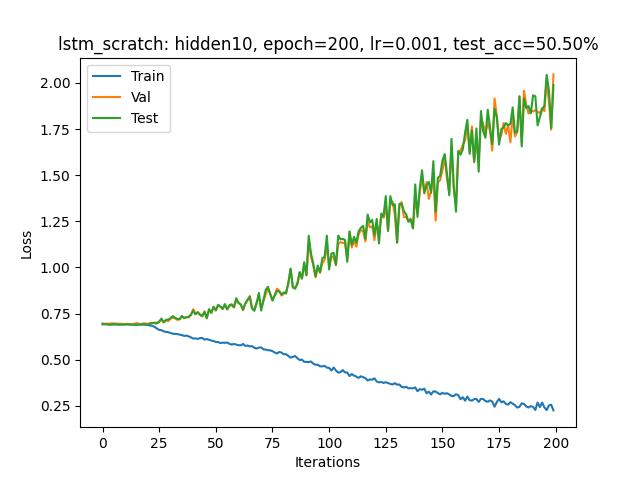 lstm_scratch: hidden10, epoch=200, lr=0.001, test_acc=50.50%
Train
Val
Test
2.00
1.75
1.50
1.25
1.00
0.75
0.50
0.25
Loss
0
25
50
75
100
125
150
175
200
Iterations